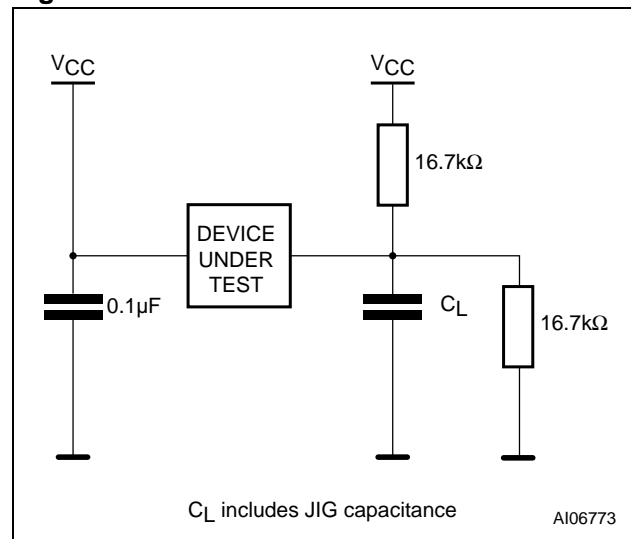 VCC
VCC
16.7kΩ
DEVICE
UNDER
TEST
0.1µF
CL
16.7kΩ
CL includes JIG capacitance
AI06773